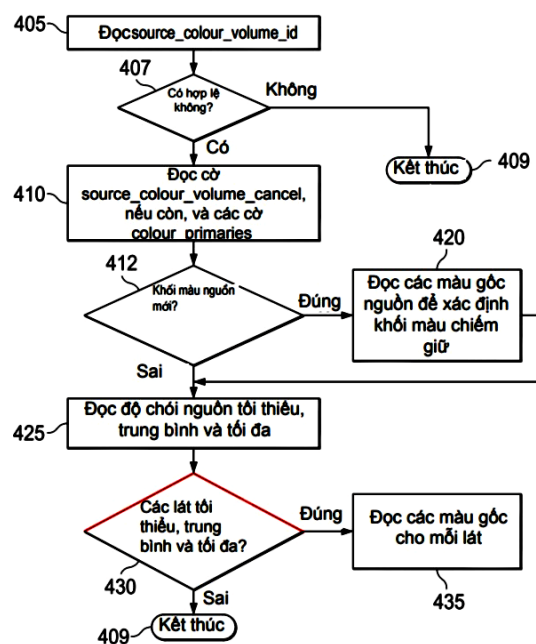 405
Đọcsource_colour_volume_id
407
Có hợp lệ
không?
Không
Có
Kết thúc
409
410
Đọc cờ
source_colour_volume_cancel,
nếu còn, và các cờ
colour_primaries
412
Khối màu nguồn
mới?
Đúng
Sai
420
Đọc các màu gốc
nguồn để xác định
khối màu chiếm
giữ
425
Đọc độ chói nguồn tối thiểu,
trung bình và tối đa
Các lát tối
thiểu, trung
bình và tối đa?
430
Đúng
Sai
Đọc các màu gốc
cho mỗi lát
435
409
Kết thúc